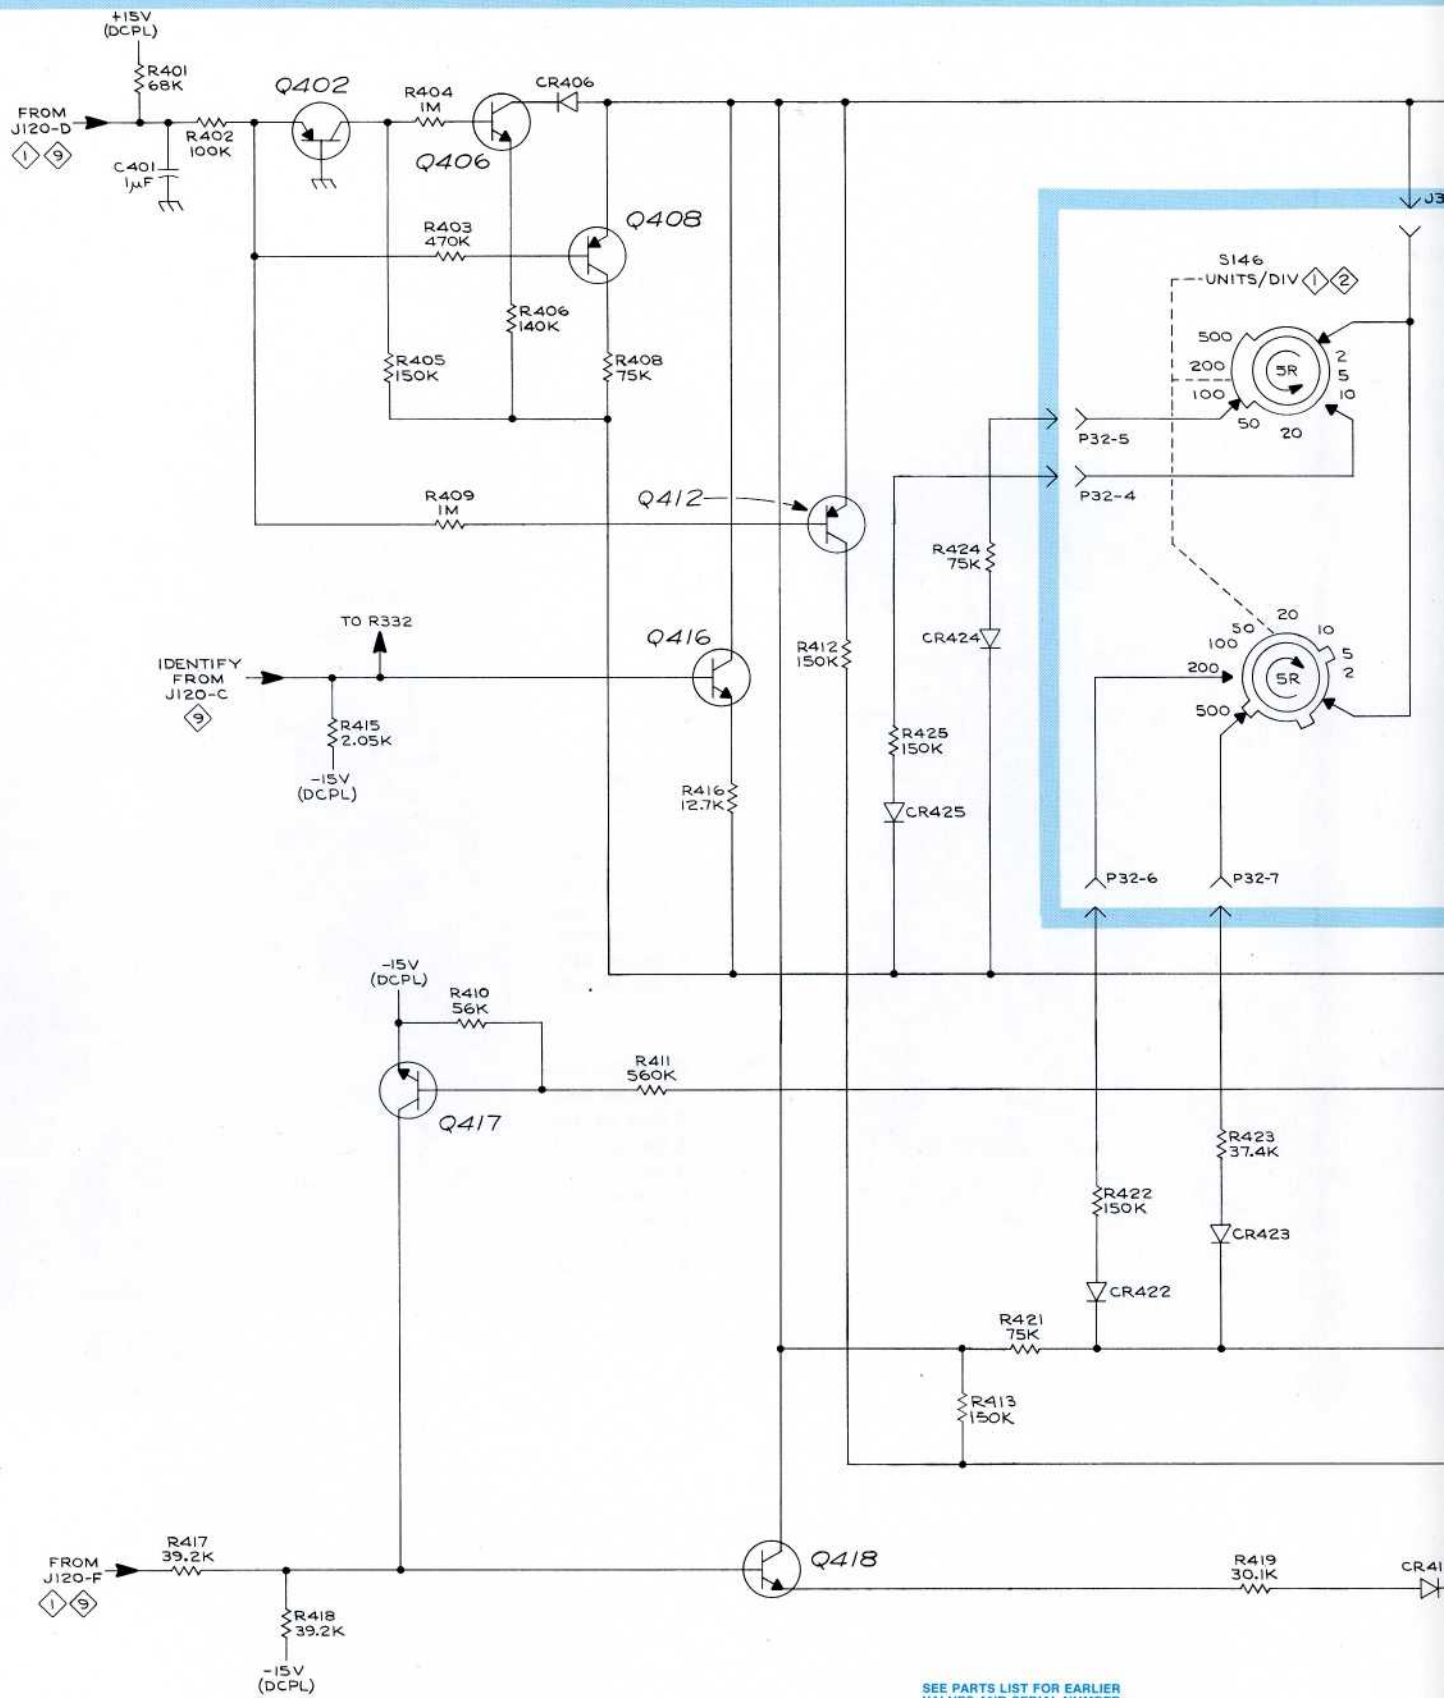 +15V
(DCPL)
R401
68K
Q402
R404
1M
CR406
FROM
J120-D
1 9
R402
100K
C401
1µF
Q406
R403
470K
Q408
S146
UNITS/DIV 1 2
R406
140K
R405
150K
R408
75K
500
200
100
50
20
10
5
2
5R
P32-5
P32-4
R409
1M
Q412
R424
75K
TO R332
IDENTIFY
FROM
J120-C
9
Q416
R412
150K
CR424
20
50
100
200
500
10
5
2
5R
R415
2.05K
-15V
(DCPL)
R425
150K
R416
12.7K
CR425
P32-6
P32-7
-15V
(DCPL)
R410
56K
R411
560K
Q417
R423
37.4K
R422
150K
CR423
CR422
R421
75K
R413
150K
FROM
J120-F
1 9
R417
39.2K
Q418
R419
30.1K
R418
39.2K
-15V
(DCPL)
SEE PARTS LIST FOR EARLIER